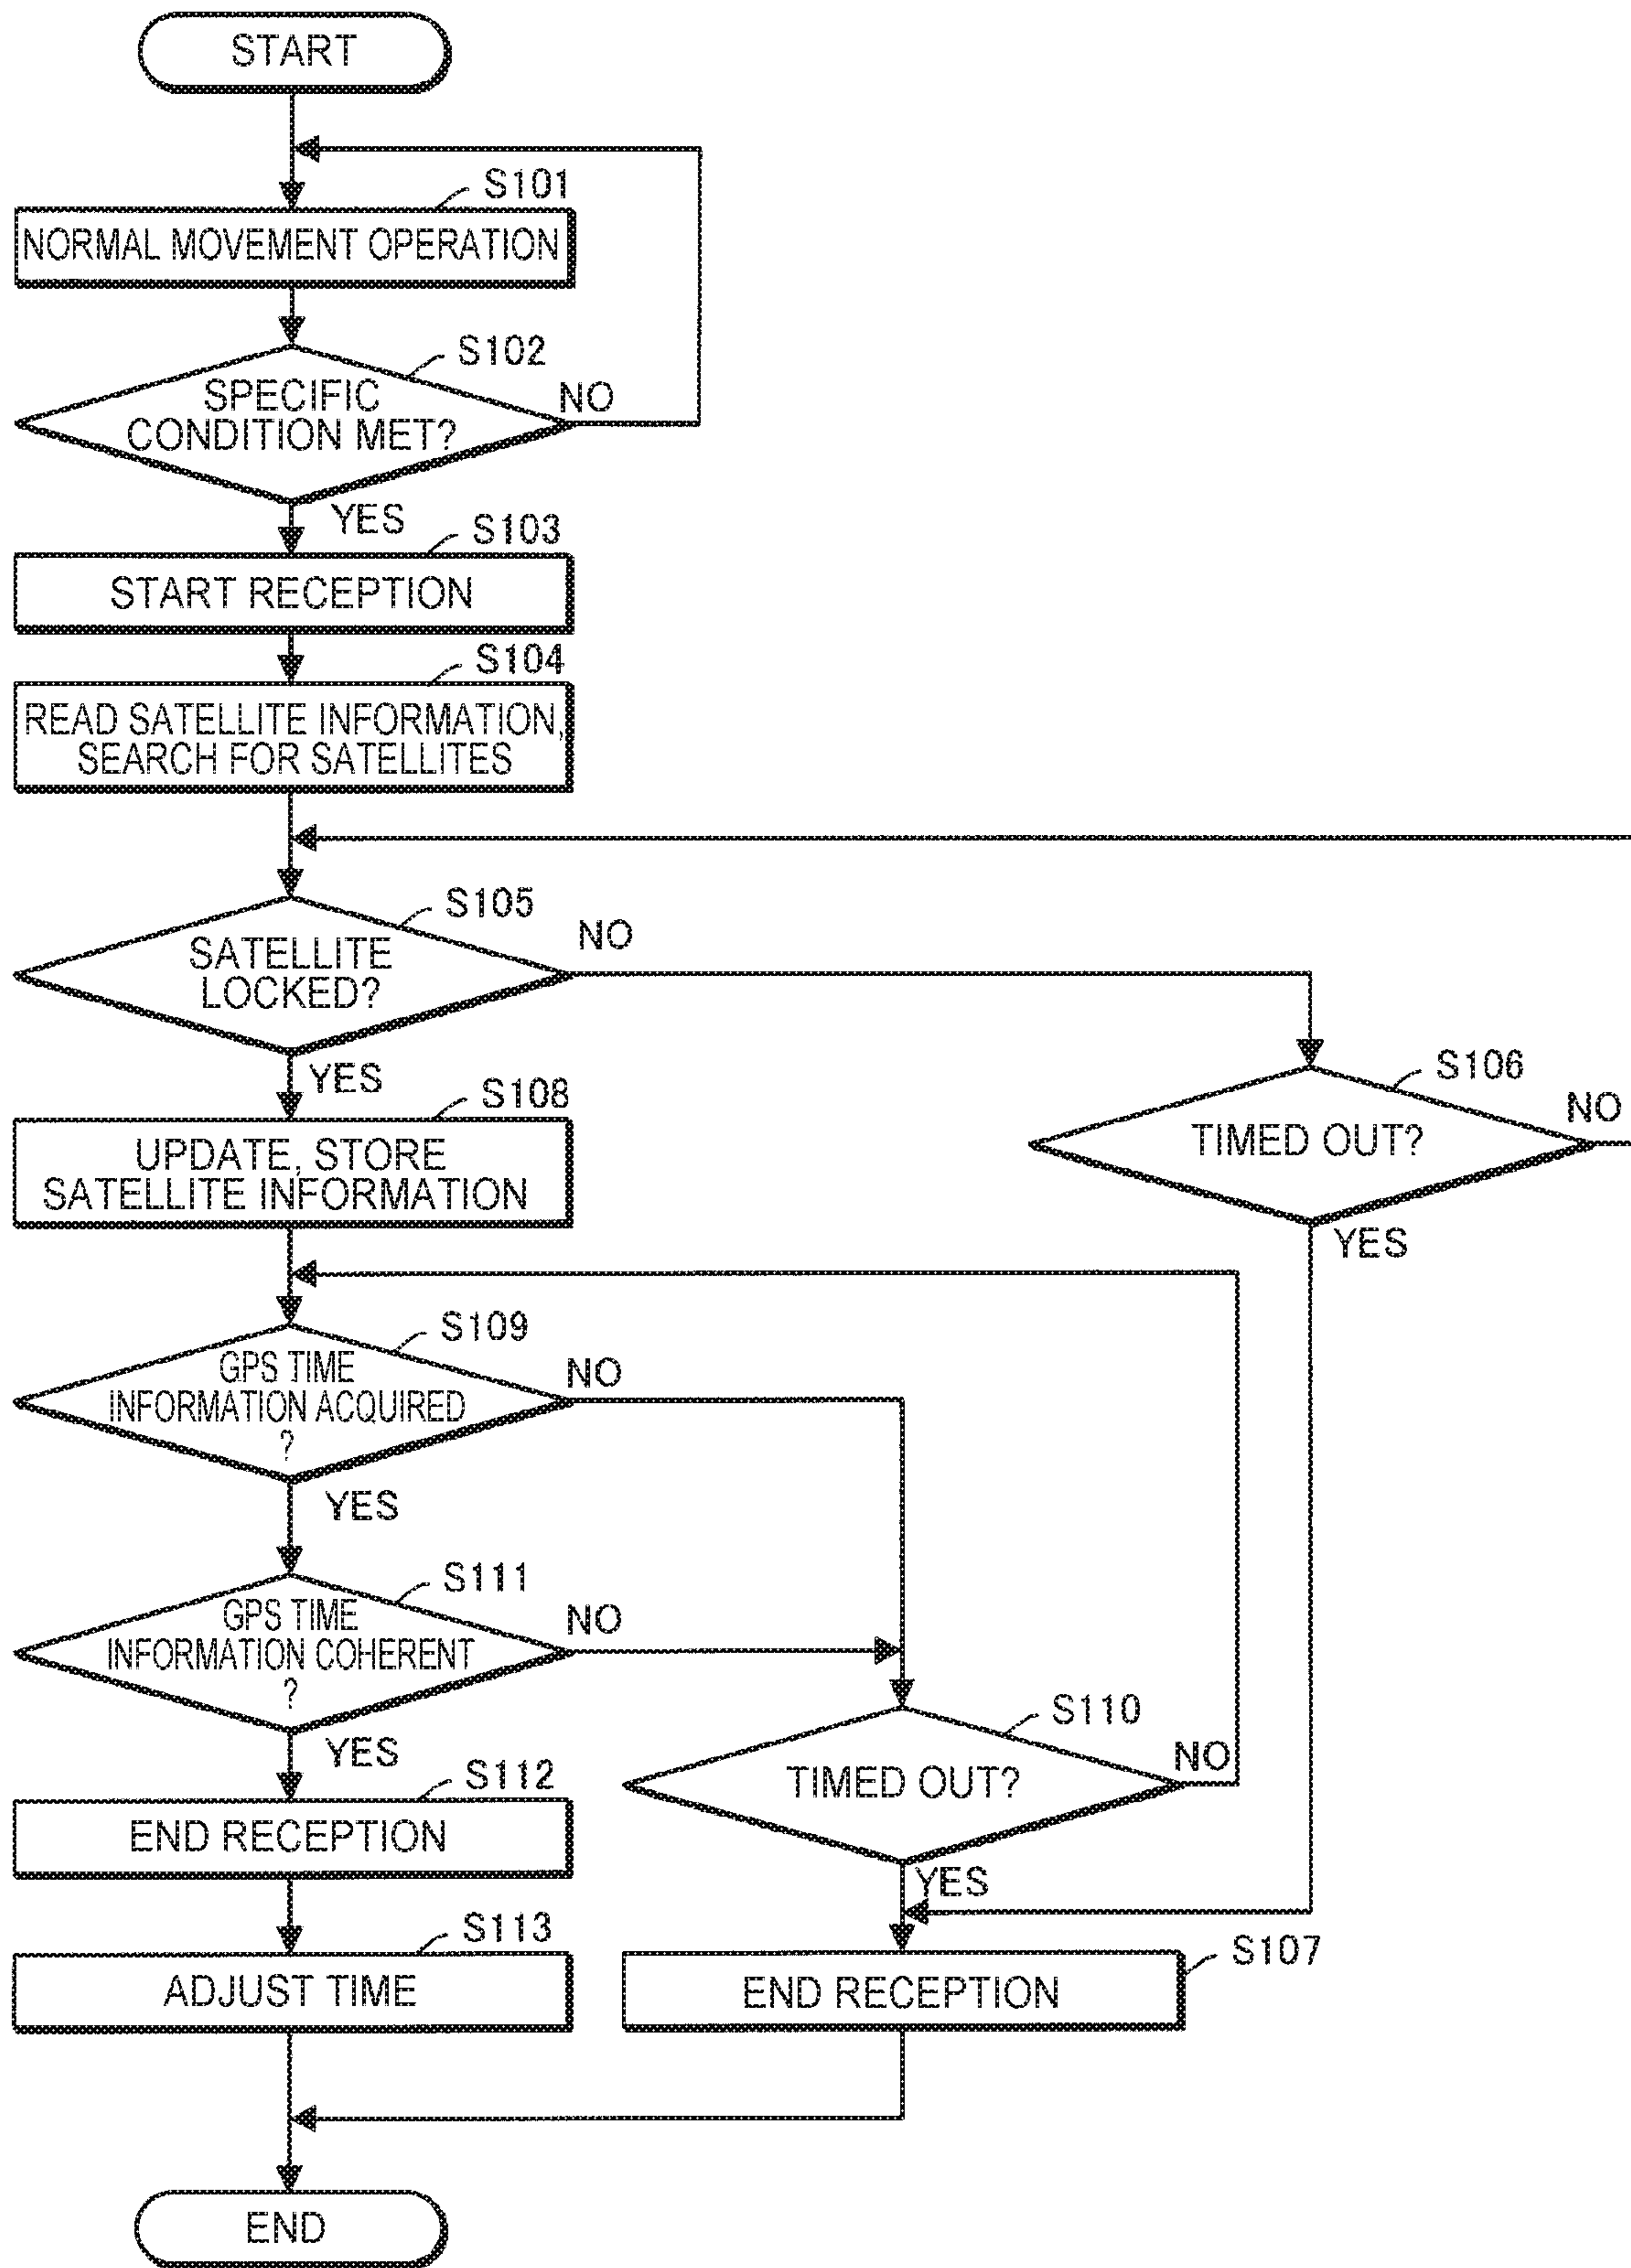 START
S101
NORMAL MOVEMENT OPERATION
S102
SPECIFIC
CONDITION MET?
NO
YES
S103
START RECEPTION
S104
READ SATELLITE INFORMATION,
SEARCH FOR SATELLITES
S105
SATELLITE
LOCKED?
NO
YES
S106
TIMED OUT?
NO
YES
S108
UPDATE, STORE
SATELLITE INFORMATION
S109
GPS TIME
INFORMATION ACQUIRED
?
NO
YES
S111
GPS TIME
INFORMATION COHERENT
?
NO
YES
S110
TIMED OUT?
NO
YES
S112
END RECEPTION
S113
ADJUST TIME
S107
END RECEPTION
END